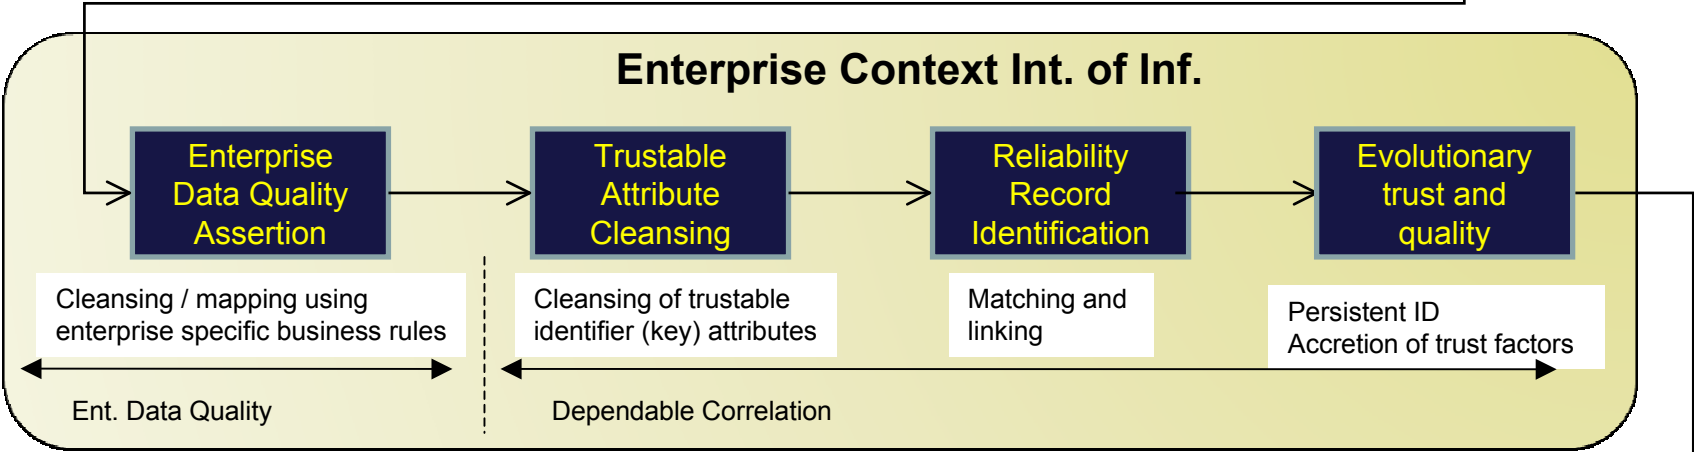 Enterprise Context Int. of Inf.
Enterprise
Data Quality
Assertion
Trustable
Attribute
Cleansing
Reliability
Record
Identification
Evolutionary
trust and
quality
Cleansing / mapping using
enterprise specific business rules
Cleansing of trustable
identifier (key) attributes
Matching and
linking
Persistent ID
Accretion of trust factors
Ent. Data Quality
Dependable Correlation